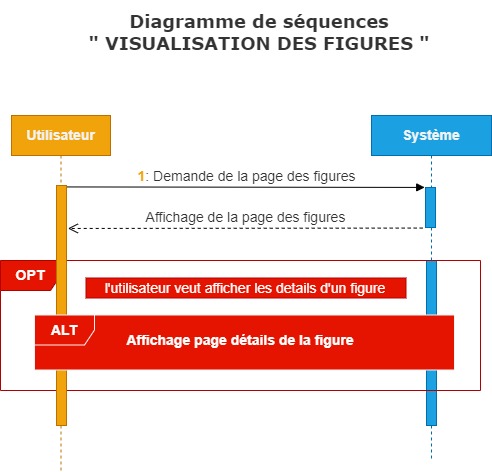 Diagramme de séquences
" VISUALISATION DES FIGURES "
Utilisateur
Système
1: Demande de la page des figures
Affichage de la page des figures
OPT
l'utilisateur veut afficher les details d'un figure
ALT
Affichage page détails de la figure